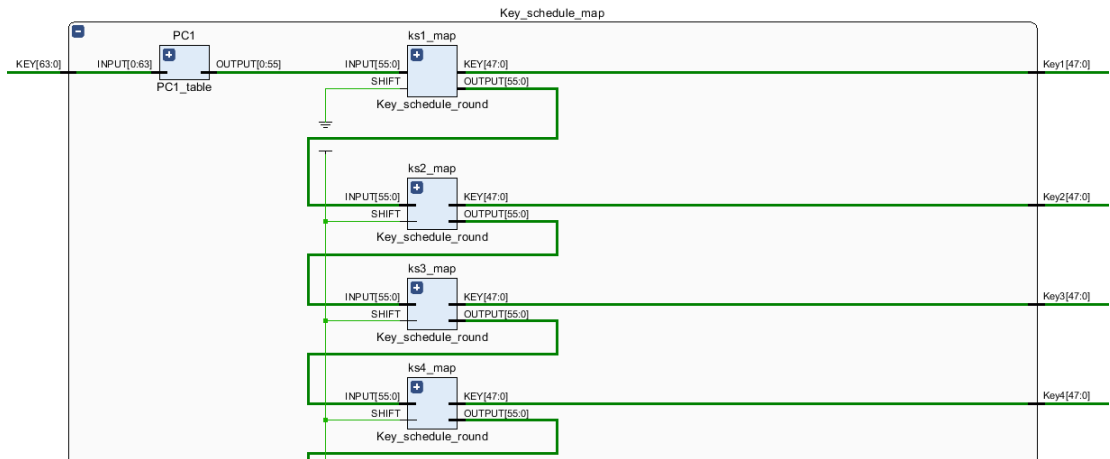 Key_schedule_map
PC1
ks1_map
KEY[63:0]
INPUT[0:63]
OUTPUT[0:55]
INPUT[55:0]
KEY[47:0]
Key1[47:0]
SHIFT
OUTPUT[55:0]
PC1_table
Key_schedule_round
ks2_map
INPUT[55:0]
KEY[47:0]
Key2[47:0]
SHIFT
OUTPUT[55:0]
Key_schedule_round
ks3_map
INPUT[55:0]
KEY[47:0]
Key3[47:0]
SHIFT
OUTPUT[55:0]
Key_schedule_round
ks4_map
INPUT[55:0]
KEY[47:0]
Key4[47:0]
SHIFT
OUTPUT[55:0]
Key_schedule_round